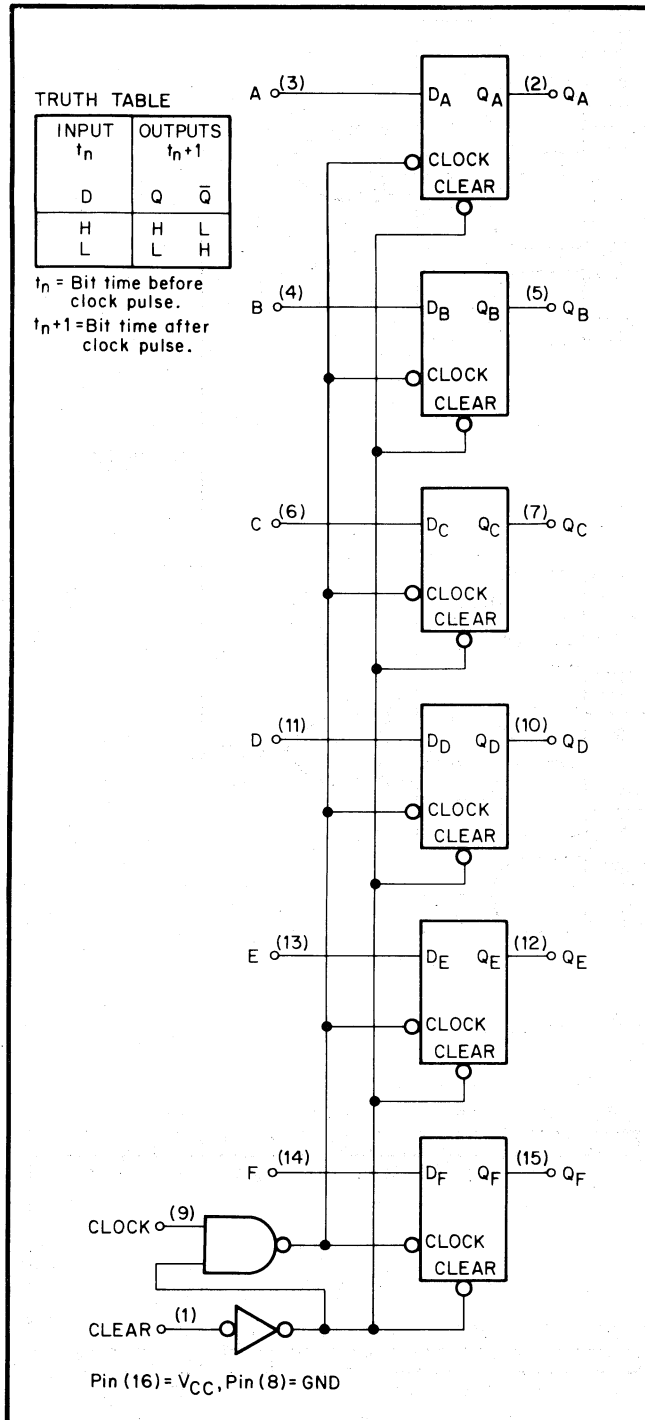 TRUTH TABLE
INPUT OUTPUTS
tn tn+1
D Q Q̅
H H L
L L H
tn = Bit time before
clock pulse.
tn+1 = Bit time after
clock pulse.
A (3) DA QA (2) QA
CLOCK
CLEAR
B (4) DB QB (5) QB
CLOCK
CLEAR
C (6) DC QC (7) QC
CLOCK
CLEAR
D (11) DD QD (10) QD
CLOCK
CLEAR
E (13) DE QE (12) QE
CLOCK
CLEAR
F (14) DF QF (15) QF
CLOCK (9)
CLOCK
CLEAR
CLEAR (1)
Pin (16) = VCC, Pin (8) = GND